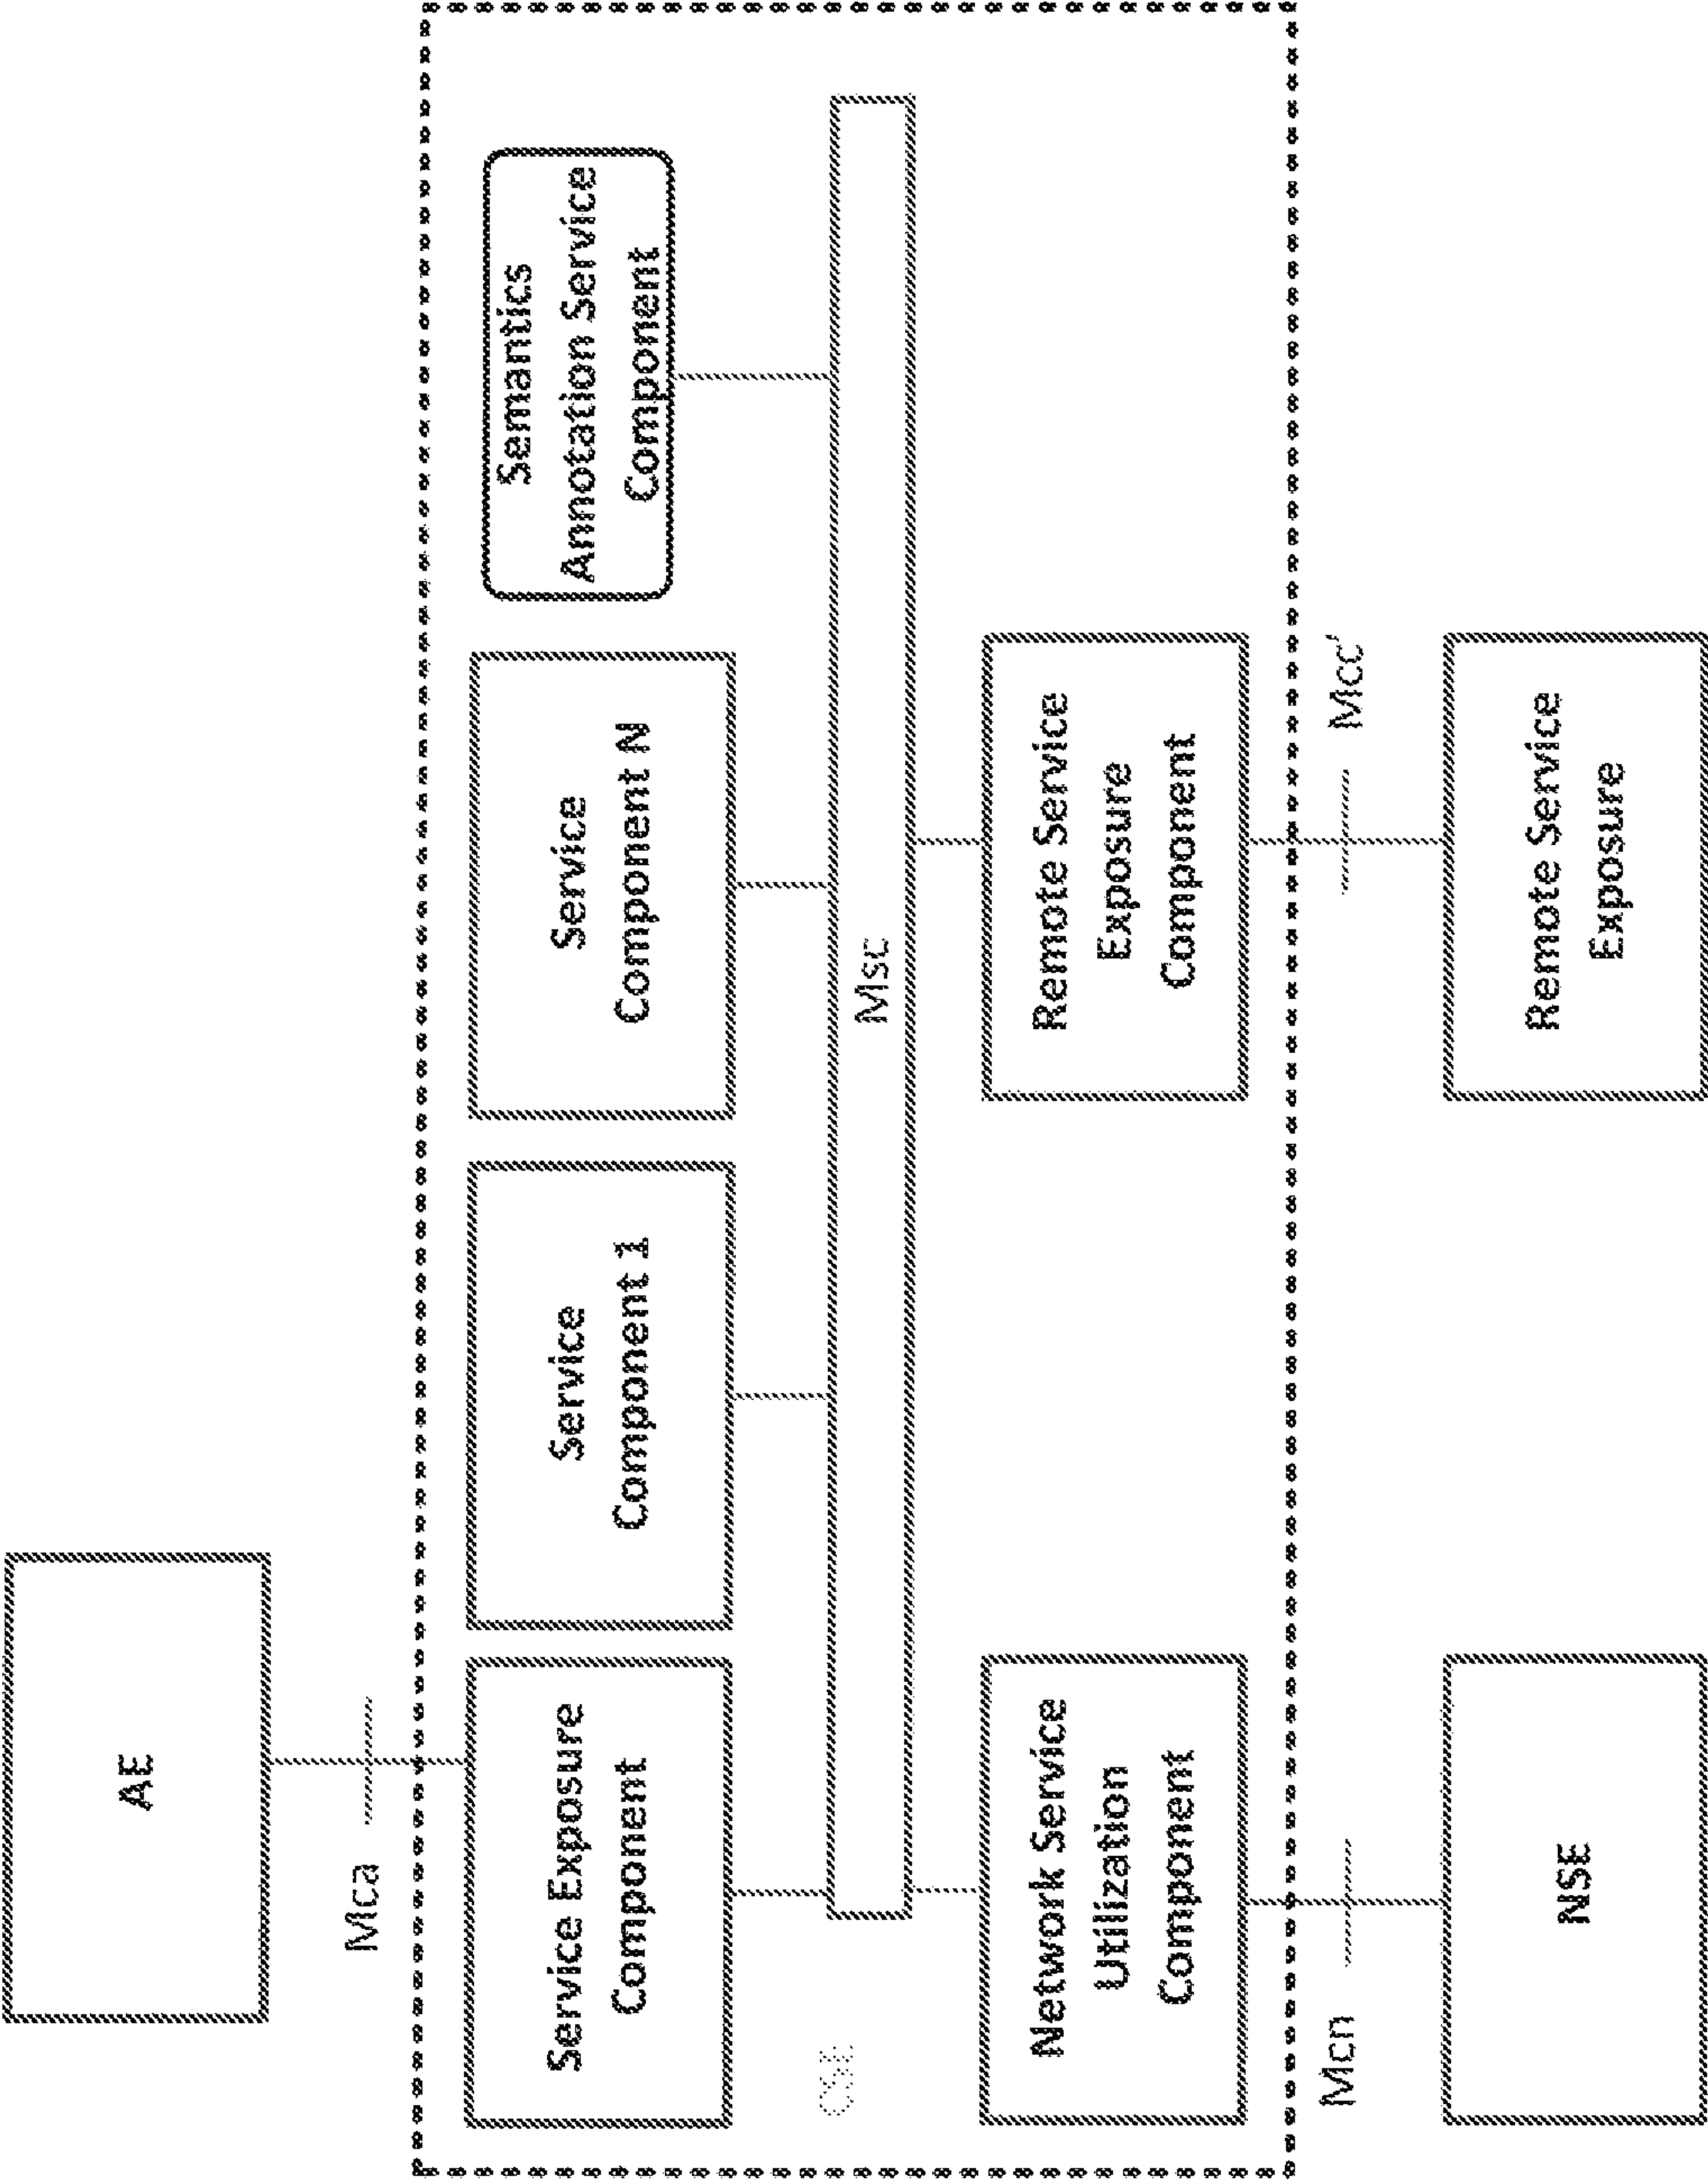 AE
Mca
Service Exposure
Component
Service
Component 1
Service
Component N
Semantics
Annotation Service
Component
CSE
Msc
Network Service
Utilization
Component
Remote Service
Exposure
Component
Mcn
Mcc'
NSE
Remote Service
Exposure